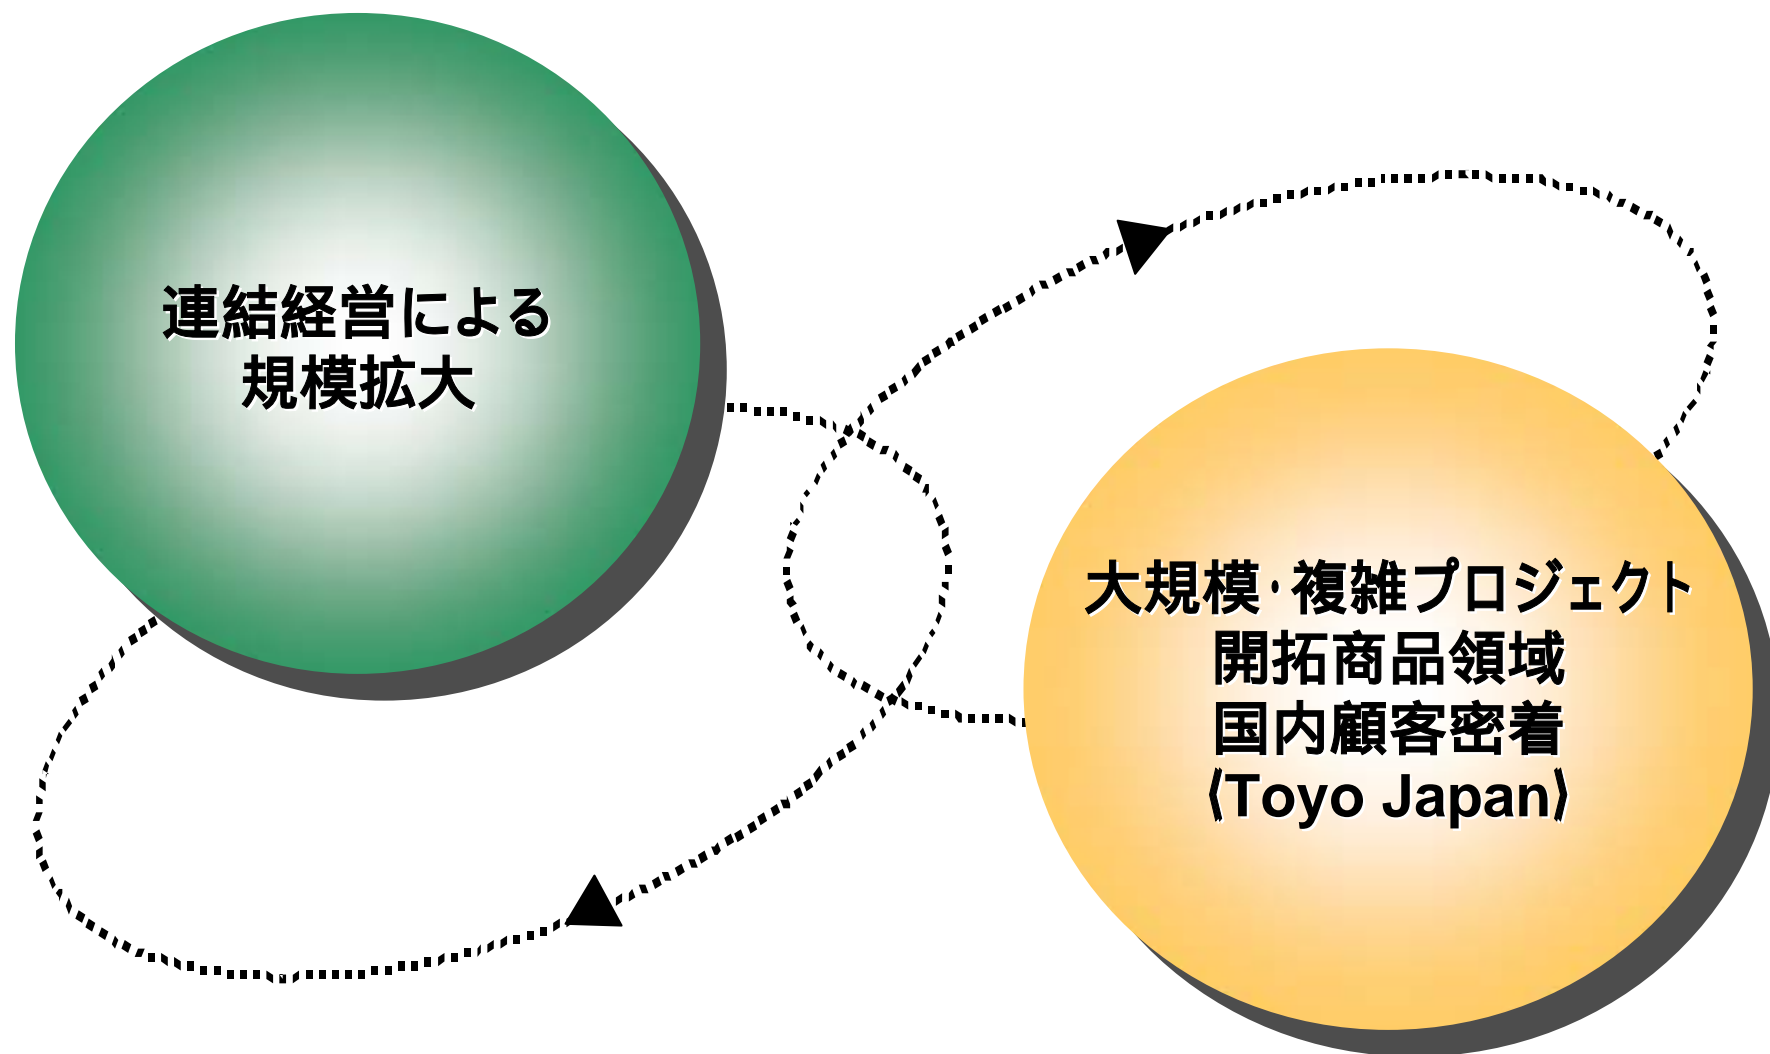 連結経営による
規模拡大
大規模・複雑プロジェクト
開拓商品領域
国内顧客密着
(Toyo Japan)